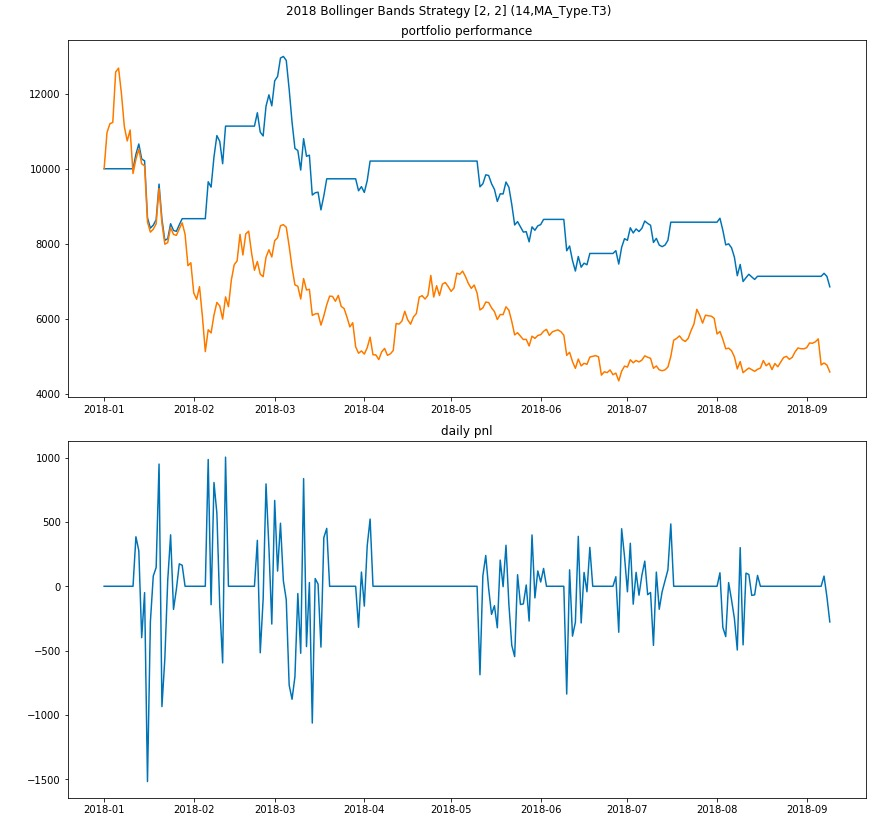 2018 Bollinger Bands Strategy [2, 2] (14,MA_Type.T3)
portfolio performance
12000
10000
8000
6000
4000
2018-01 2018-02 2018-03 2018-04 2018-05 2018-06 2018-07 2018-08 2018-09
daily pnl
1000
500
0
−500
−1000
−1500
2018-01 2018-02 2018-03 2018-04 2018-05 2018-06 2018-07 2018-08 2018-09